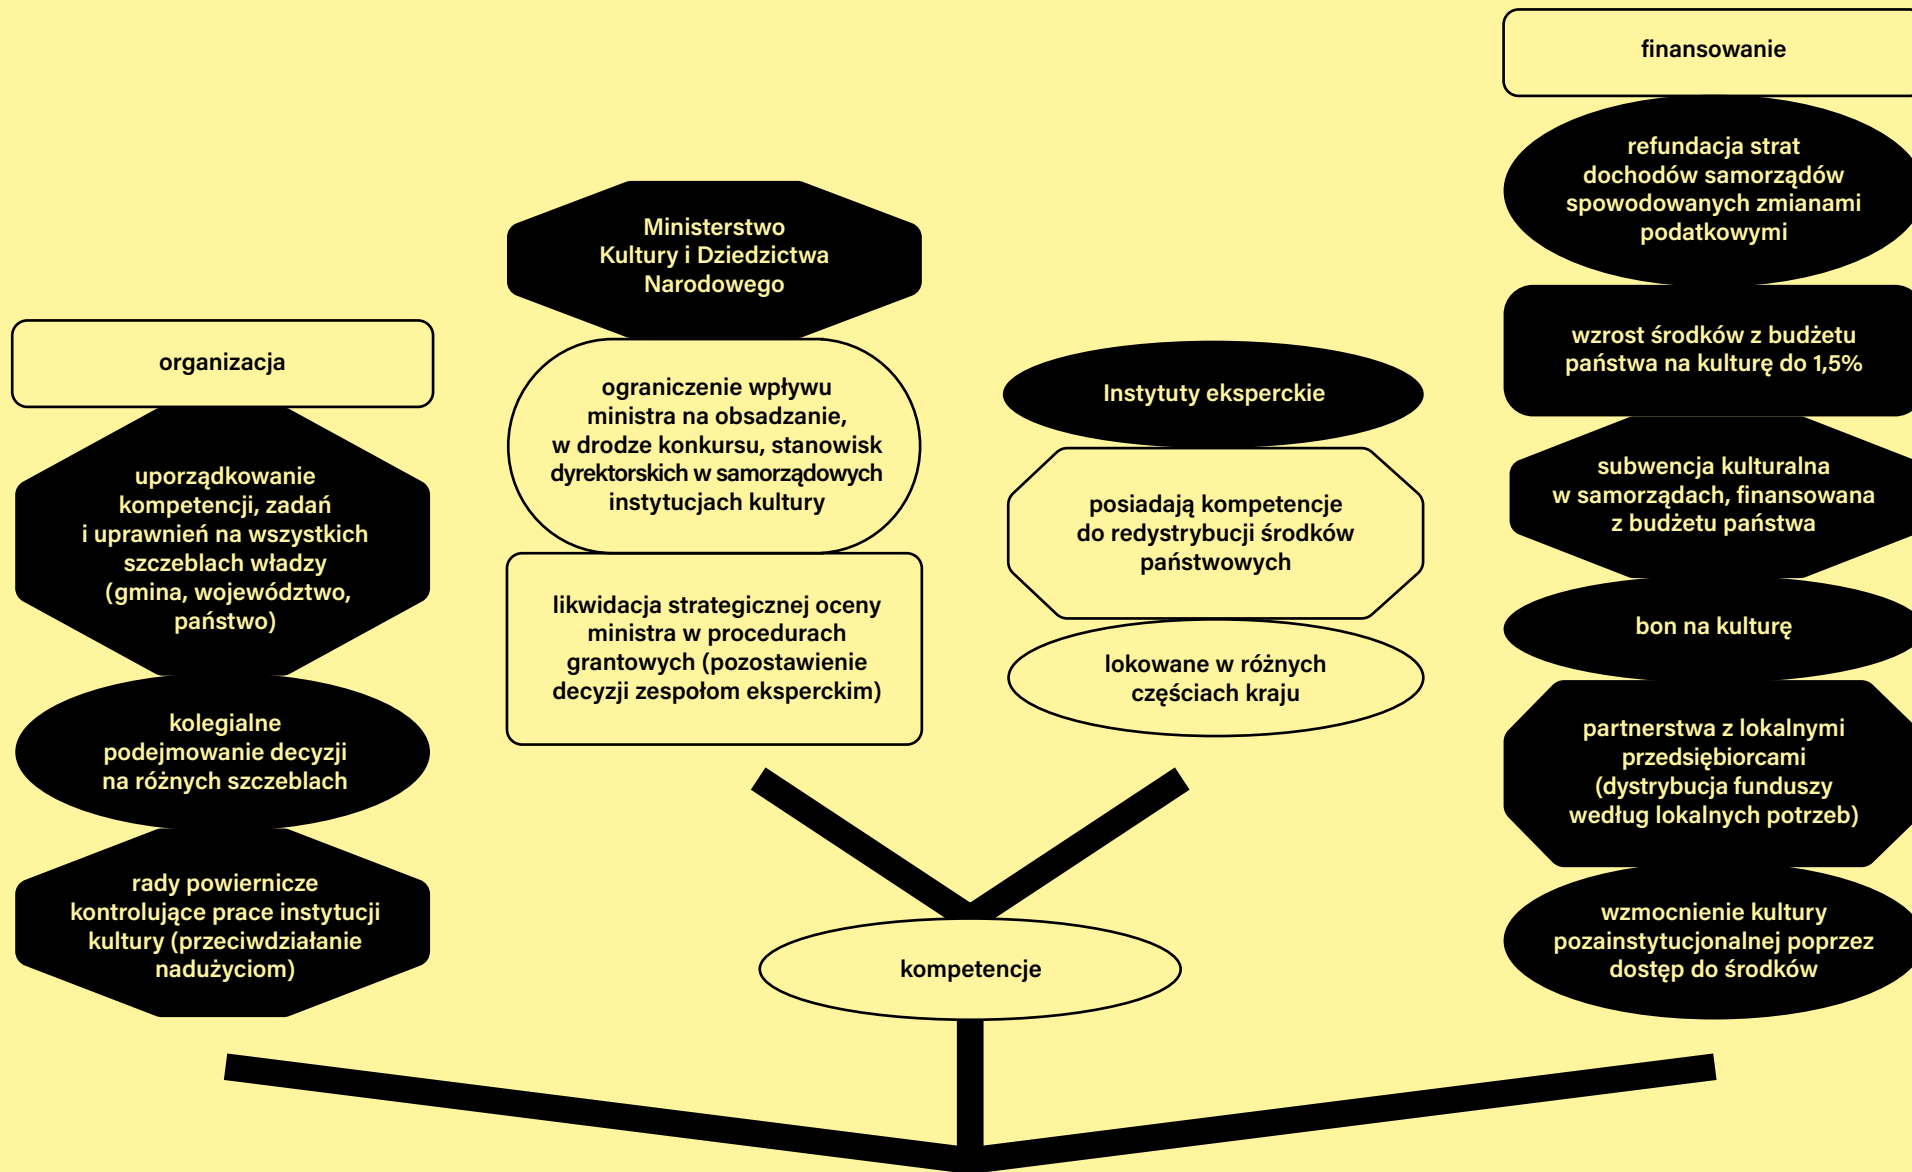 organizacja
uporządkowanie
kompetencji, zadań
i uprawnień na wszystkich
szczeblach władzy
(gmina, województwo,
państwo)
kolegialne
podejmowanie decyzji
na różnych szczeblach
rady powiernicze
kontrolujące prace instytucji
kultury (przeciwdziałanie
nadużyciom)
Ministerstwo
Kultury i Dziedzictwa
Narodowego
ograniczenie wpływu
ministra na obsadzanie,
w drodze konkursu, stanowisk
dyrektorskich w samorządowych
instytucjach kultury
likwidacja strategicznej oceny
ministra w procedurach
grantowych (pozostawienie
decyzji zespołom eksperckim)
Instytuty eksperckie
posiadają kompetencje
do redystrybucji środków
państwowych
lokowane w różnych
częściach kraju
kompetencje
finansowanie
refundacja strat
dochodów samorządów
spowodowanych zmianami
podatkowymi
wzrost środków z budżetu
państwa na kulturę do 1,5%
subwencja kulturalna
w samorządach, finansowana
z budżetu państwa
bon na kulturę
partnerstwa z lokalnymi
przedsiębiorcami
(dystrybucja funduszy
według lokalnych potrzeb)
wzmocnienie kultury
pozainstytucjonalnej poprzez
dostęp do środków